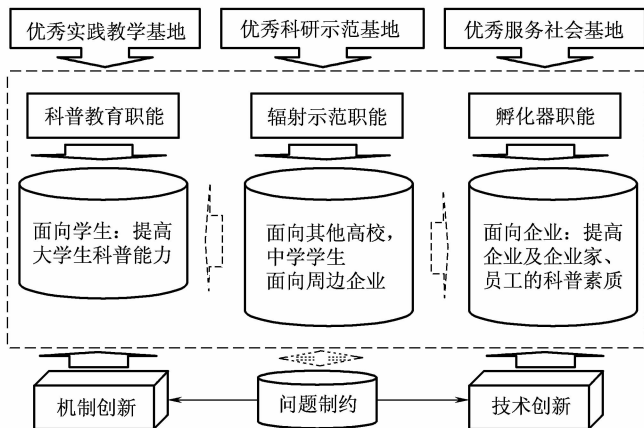 优秀实践教学基地
优秀科研示范基地
优秀服务社会基地
科普教育职能
辐射示范职能
孵化器职能
面向学生：提高
大学生科普能力
面向其他高校，
中学学生
面向周边企业
面向企业：提高
企业及企业家、
员工的科普素质
机制创新
问题制约
技术创新